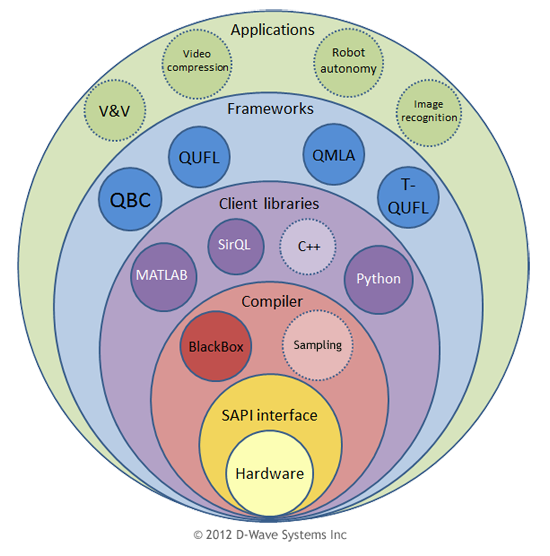 Applications
Video
compression
Robot
autonomy
V&V
Image
recognition
Frameworks
QUFL
QMLA
QBC
T-
QUFL
Client libraries
SirQL
C++
MATLAB
Python
Compiler
BlackBox
Sampling
SAPI interface
Hardware
© 2012 D-Wave Systems Inc